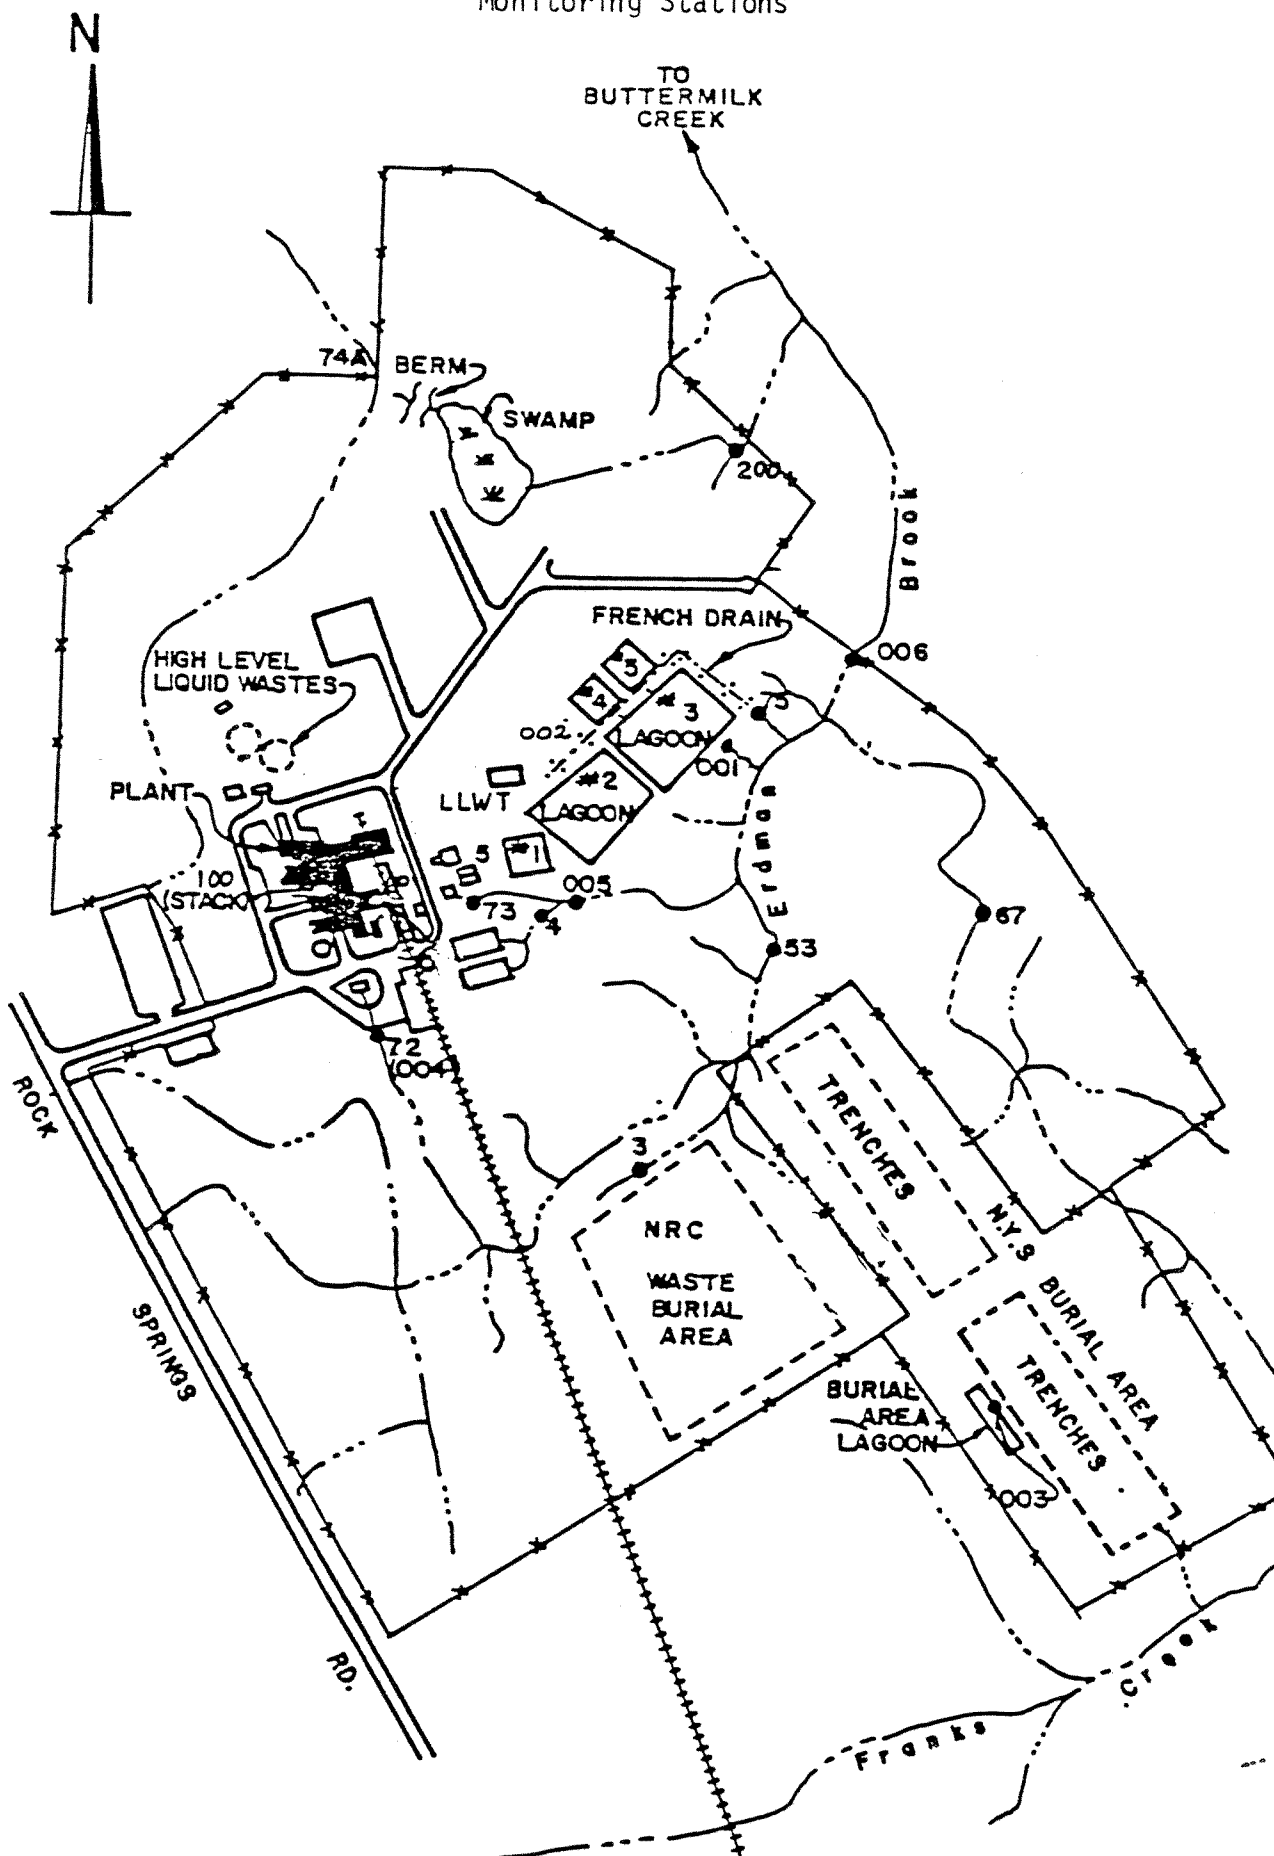 Monitoring Stations
N
TO
BUTTERMILK
CREEK
74A
BERM
SWAMP
200
Brook
FRENCH DRAIN
006
HIGH LEVEL
LIQUID WASTES
#5
#4
#3
LAGOON
5
002
001
PLANT
LLWT
#2
LAGOON
5
#1
100
(STACK)
005
73
4
Erdman
67
53
72
(004)
ROCK
SPRINGS
RD.
3
NRC
WASTE
BURIAL
AREA
TRENCHES
N.Y.S
BURIAL AREA
TRENCHES
BURIAL
AREA
LAGOON
003
Franks
Creek